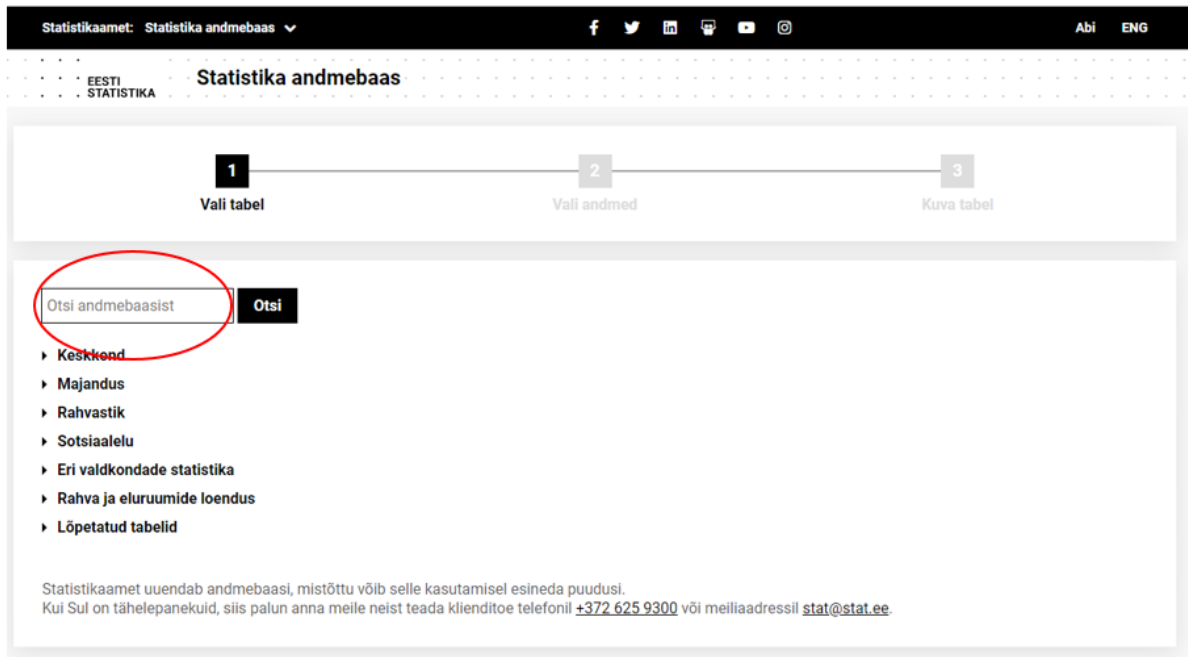 Statistikaamet: Statistika andmebaas
Abi ENG
EESTI
STATISTIKA
Statistika andmebaas
1 2 3
Vali tabel Vali andmed Kuva tabel
Otsi andmebaasist Otsi
Keskkond
Majandus
Rahvastik
Sotsiaalelu
Eri valdkondade statistika
Rahva ja eluruumide loendus
Lõpetatud tabelid
Statistikaamet uuendab andmebaasi, mistõttu võib selle kasutamisel esineda puudusi.
Kui Sul on tähelepanekuid, siis palun anna meile neist teada klienditoe telefonil +372 625 9300 või meiliaadressil stat@stat.ee.